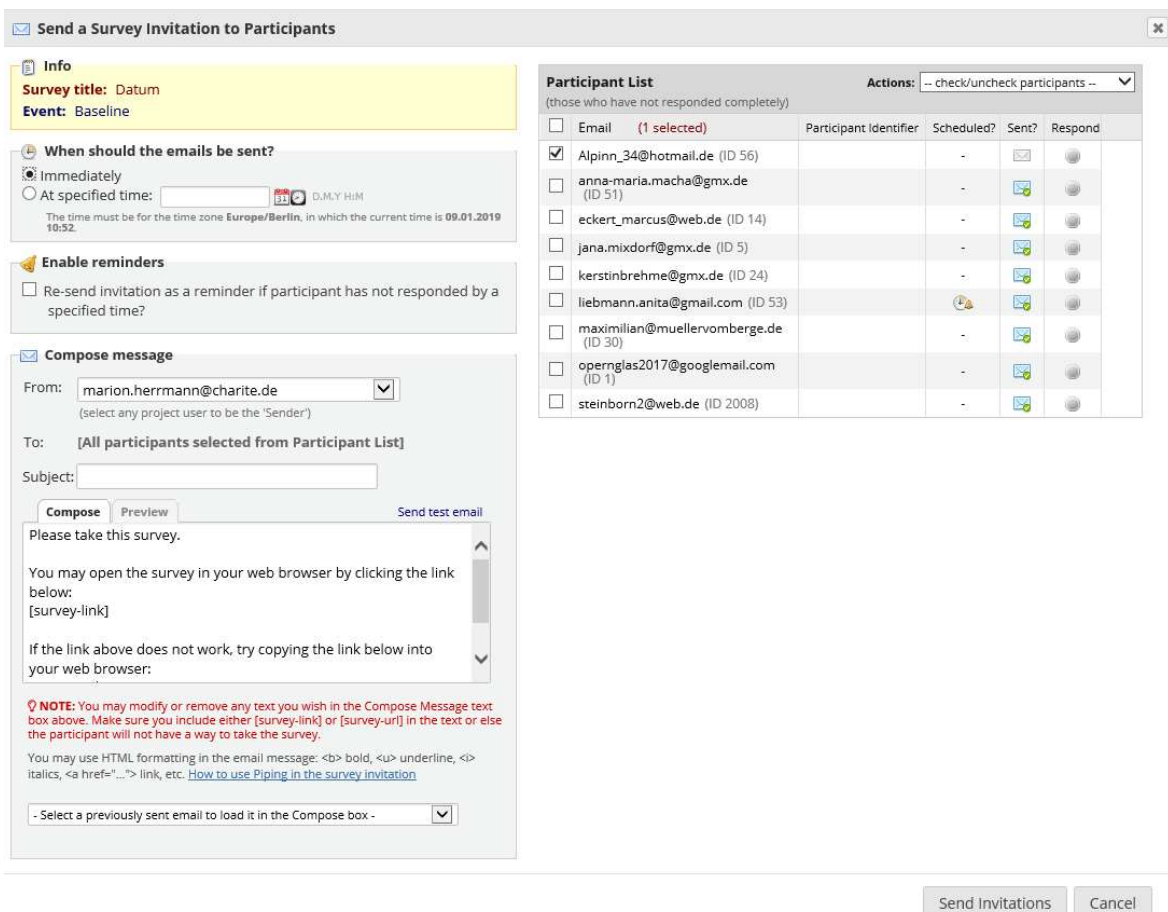 Send a Survey Invitation to Participants
Info
Survey title: Datum
Event: Baseline
When should the emails be sent?
Immediately
At specified time:
31
D.M.Y H:M
The time must be for the time zone Europe/Berlin, in which the current time is 09.01.2019
10:52.
Enable reminders
Re-send invitation as a reminder if participant has not responded by a
specified time?
Compose message
From: marion.herrmann@charite.de
(select any project user to be the 'Sender')
To: [All participants selected from Participant List]
Subject:
Compose Preview Send test email
Please take this survey.
You may open the survey in your web browser by clicking the link
below:
[survey-link]
If the link above does not work, try copying the link below into
your web browser:
NOTE: You may modify or remove any text you wish in the Compose Message text
box above. Make sure you include either [survey-link] or [survey-url] in the text or else
the participant will not have a way to take the survey.
You may use HTML formatting in the email message: <b> bold, <u> underline, <i>
italics, <a href="..."> link, etc. How to use Piping in the survey invitation
- Select a previously sent email to load it in the Compose box -
Participant List Actions: -- check/uncheck participants --
(those who have not responded completely)
Email (1 selected) Participant Identifier Scheduled? Sent? Respond
Alpinn_34@hotmail.de (ID 56) -
anna-maria.macha@gmx.de
(ID 51) -
eckert_marcus@web.de (ID 14) -
jana.mixdorf@gmx.de (ID 5) -
kerstinbrehme@gmx.de (ID 24) -
liebmann.anita@gmail.com (ID 53)
maximilian@muellervomberge.de
(ID 30) -
opernglas2017@googlemail.com
(ID 1) -
steinborn2@web.de (ID 2008) -
Send Invitations Cancel